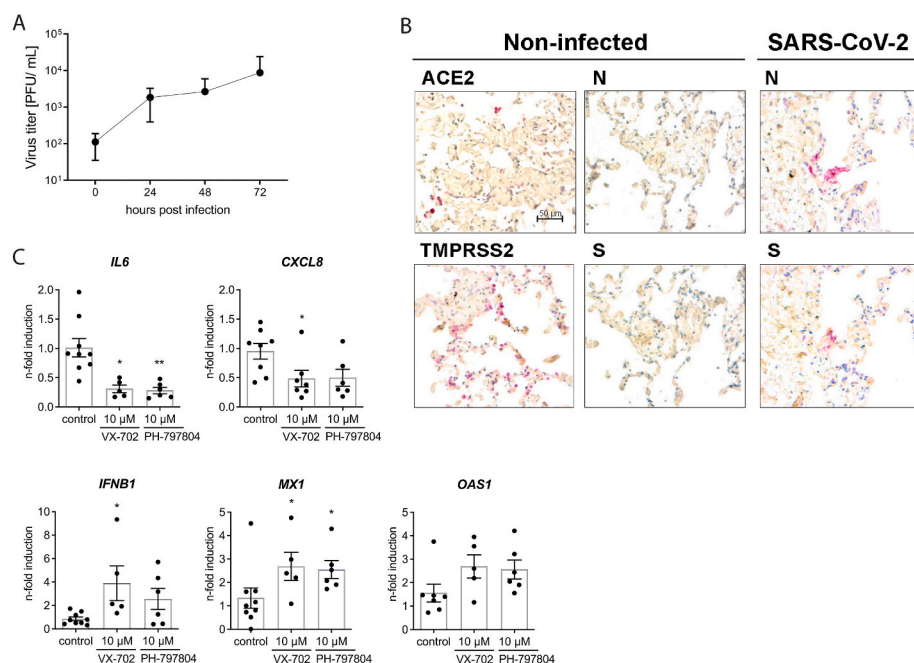 A
Virus titer [PFU/ mL]
10⁵
10⁴
10³
10²
10¹
0 24 48 72
hours post infection
B
Non-infected SARS-CoV-2
ACE2 N N
50 µm
TMPRSS2 S S
C
IL6
n-fold induction
2.0
1.5
1.0
0.5
0.0
* **
control 10 µM 10 µM
VX-702 PH-797804
CXCL8
n-fold induction
2.0
1.5
1.0
0.5
0.0
*
control 10 µM 10 µM
VX-702 PH-797804
IFNB1
n-fold induction
10
8
6
4
2
0
*
control 10 µM 10 µM
VX-702 PH-797804
MX1
n-fold induction
5
4
3
2
1
0
* *
control 10 µM 10 µM
VX-702 PH-797804
OAS1
n-fold induction
5
4
3
2
1
0
control 10 µM 10 µM
VX-702 PH-797804